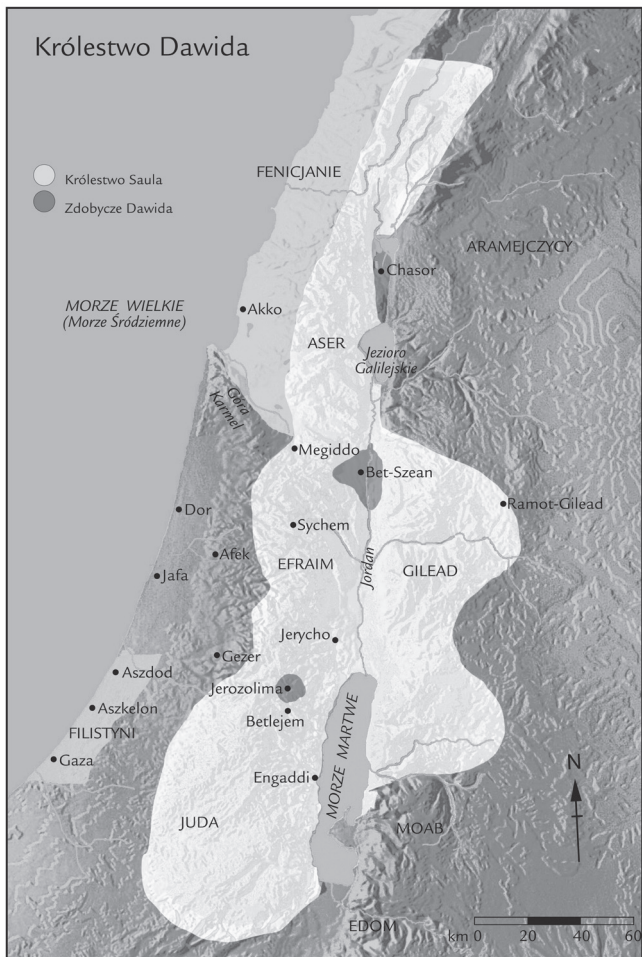 Królestwo Dawida
Królestwo Saula
Zdobycze Dawida
FENICJANIE
ARAMEJCZYCY
Chasor
MORZE WIELKIE
(Morze Śródziemne)
Akko
ASER
Jezioro
Galilejskie
Góra
Karmel
Megiddo
Bet-Szean
Ramot-Gilead
Dor
Sychem
Afek
EFRAIM
Jordan
GILEAD
Jafa
Jerycho
Gezer
Aszdod
Jerozolima
Aszkelon
Betlejem
FILISTYNI
MORZE MARTWE
Gaza
Engaddi
N
JUDA
MOAB
EDOM
km 0 20 40 60